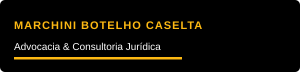 MARCHINI BOTELHO CASELTA
Advocacia & Consultoria Jurídica